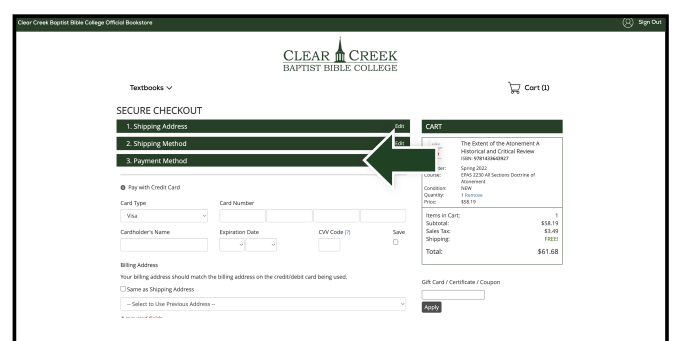 Clear Creek Baptist Bible College Official Bookstore
Sign Out
CLEAR CREEK
BAPTIST BIBLE COLLEGE
Textbooks
Cart (1)
SECURE CHECKOUT
1. Shipping Address
Edit
2. Shipping Method
Edit
3. Payment Method
Pay with Credit Card
Card Type
Card Number
Visa
Cardholder's Name
Expiration Date
CVV Code (?)
Save
Billing Address
Your billing address should match the billing address on the credit/debit card being used.
Same as Shipping Address
-- Select to Use Previous Address --
CART
The Extent of the Atonement A
Historical and Critical Review
ISBN: 9781433643927
Spring 2022
Course:
EPAS 2230 All Sections Doctrine of
Atonement
Condition:
NEW
Quantity:
1 Remove
Price:
$58.19
Items in Cart:
1
Subtotal:
$58.19
Sales Tax:
$3.49
Shipping:
FREE!
Total:
$61.68
Gift Card / Certificate / Coupon
Apply